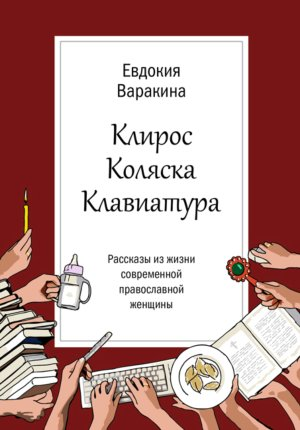 Евдокия
Варакина
Клирос
Коляска
Клавиатура
Рассказы из жизни
современной
православной
женщины